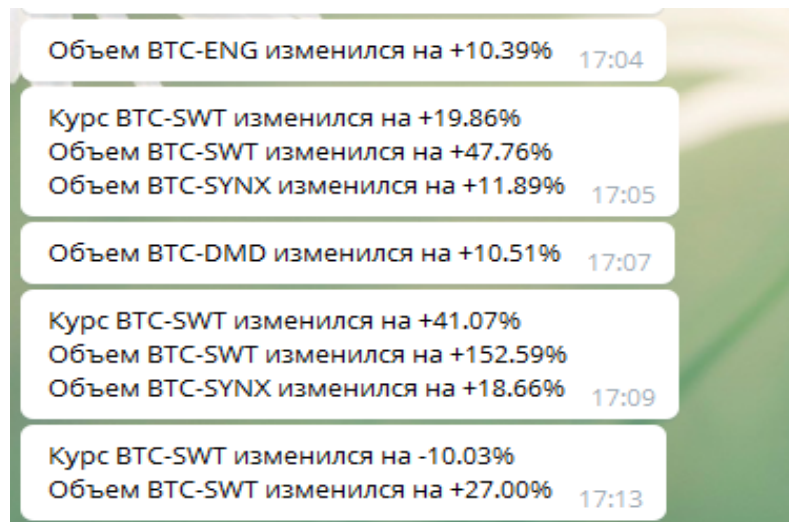 Объем BTC-ENG изменился на +10.39% 17:04
Курс BTC-SWT изменился на +19.86%
Объем BTC-SWT изменился на +47.76%
Объем BTC-SYNX изменился на +11.89% 17:05
Объем BTC-DMD изменился на +10.51% 17:07
Курс BTC-SWT изменился на +41.07%
Объем BTC-SWT изменился на +152.59%
Объем BTC-SYNX изменился на +18.66% 17:09
Курс BTC-SWT изменился на -10.03%
Объем BTC-SWT изменился на +27.00% 17:13